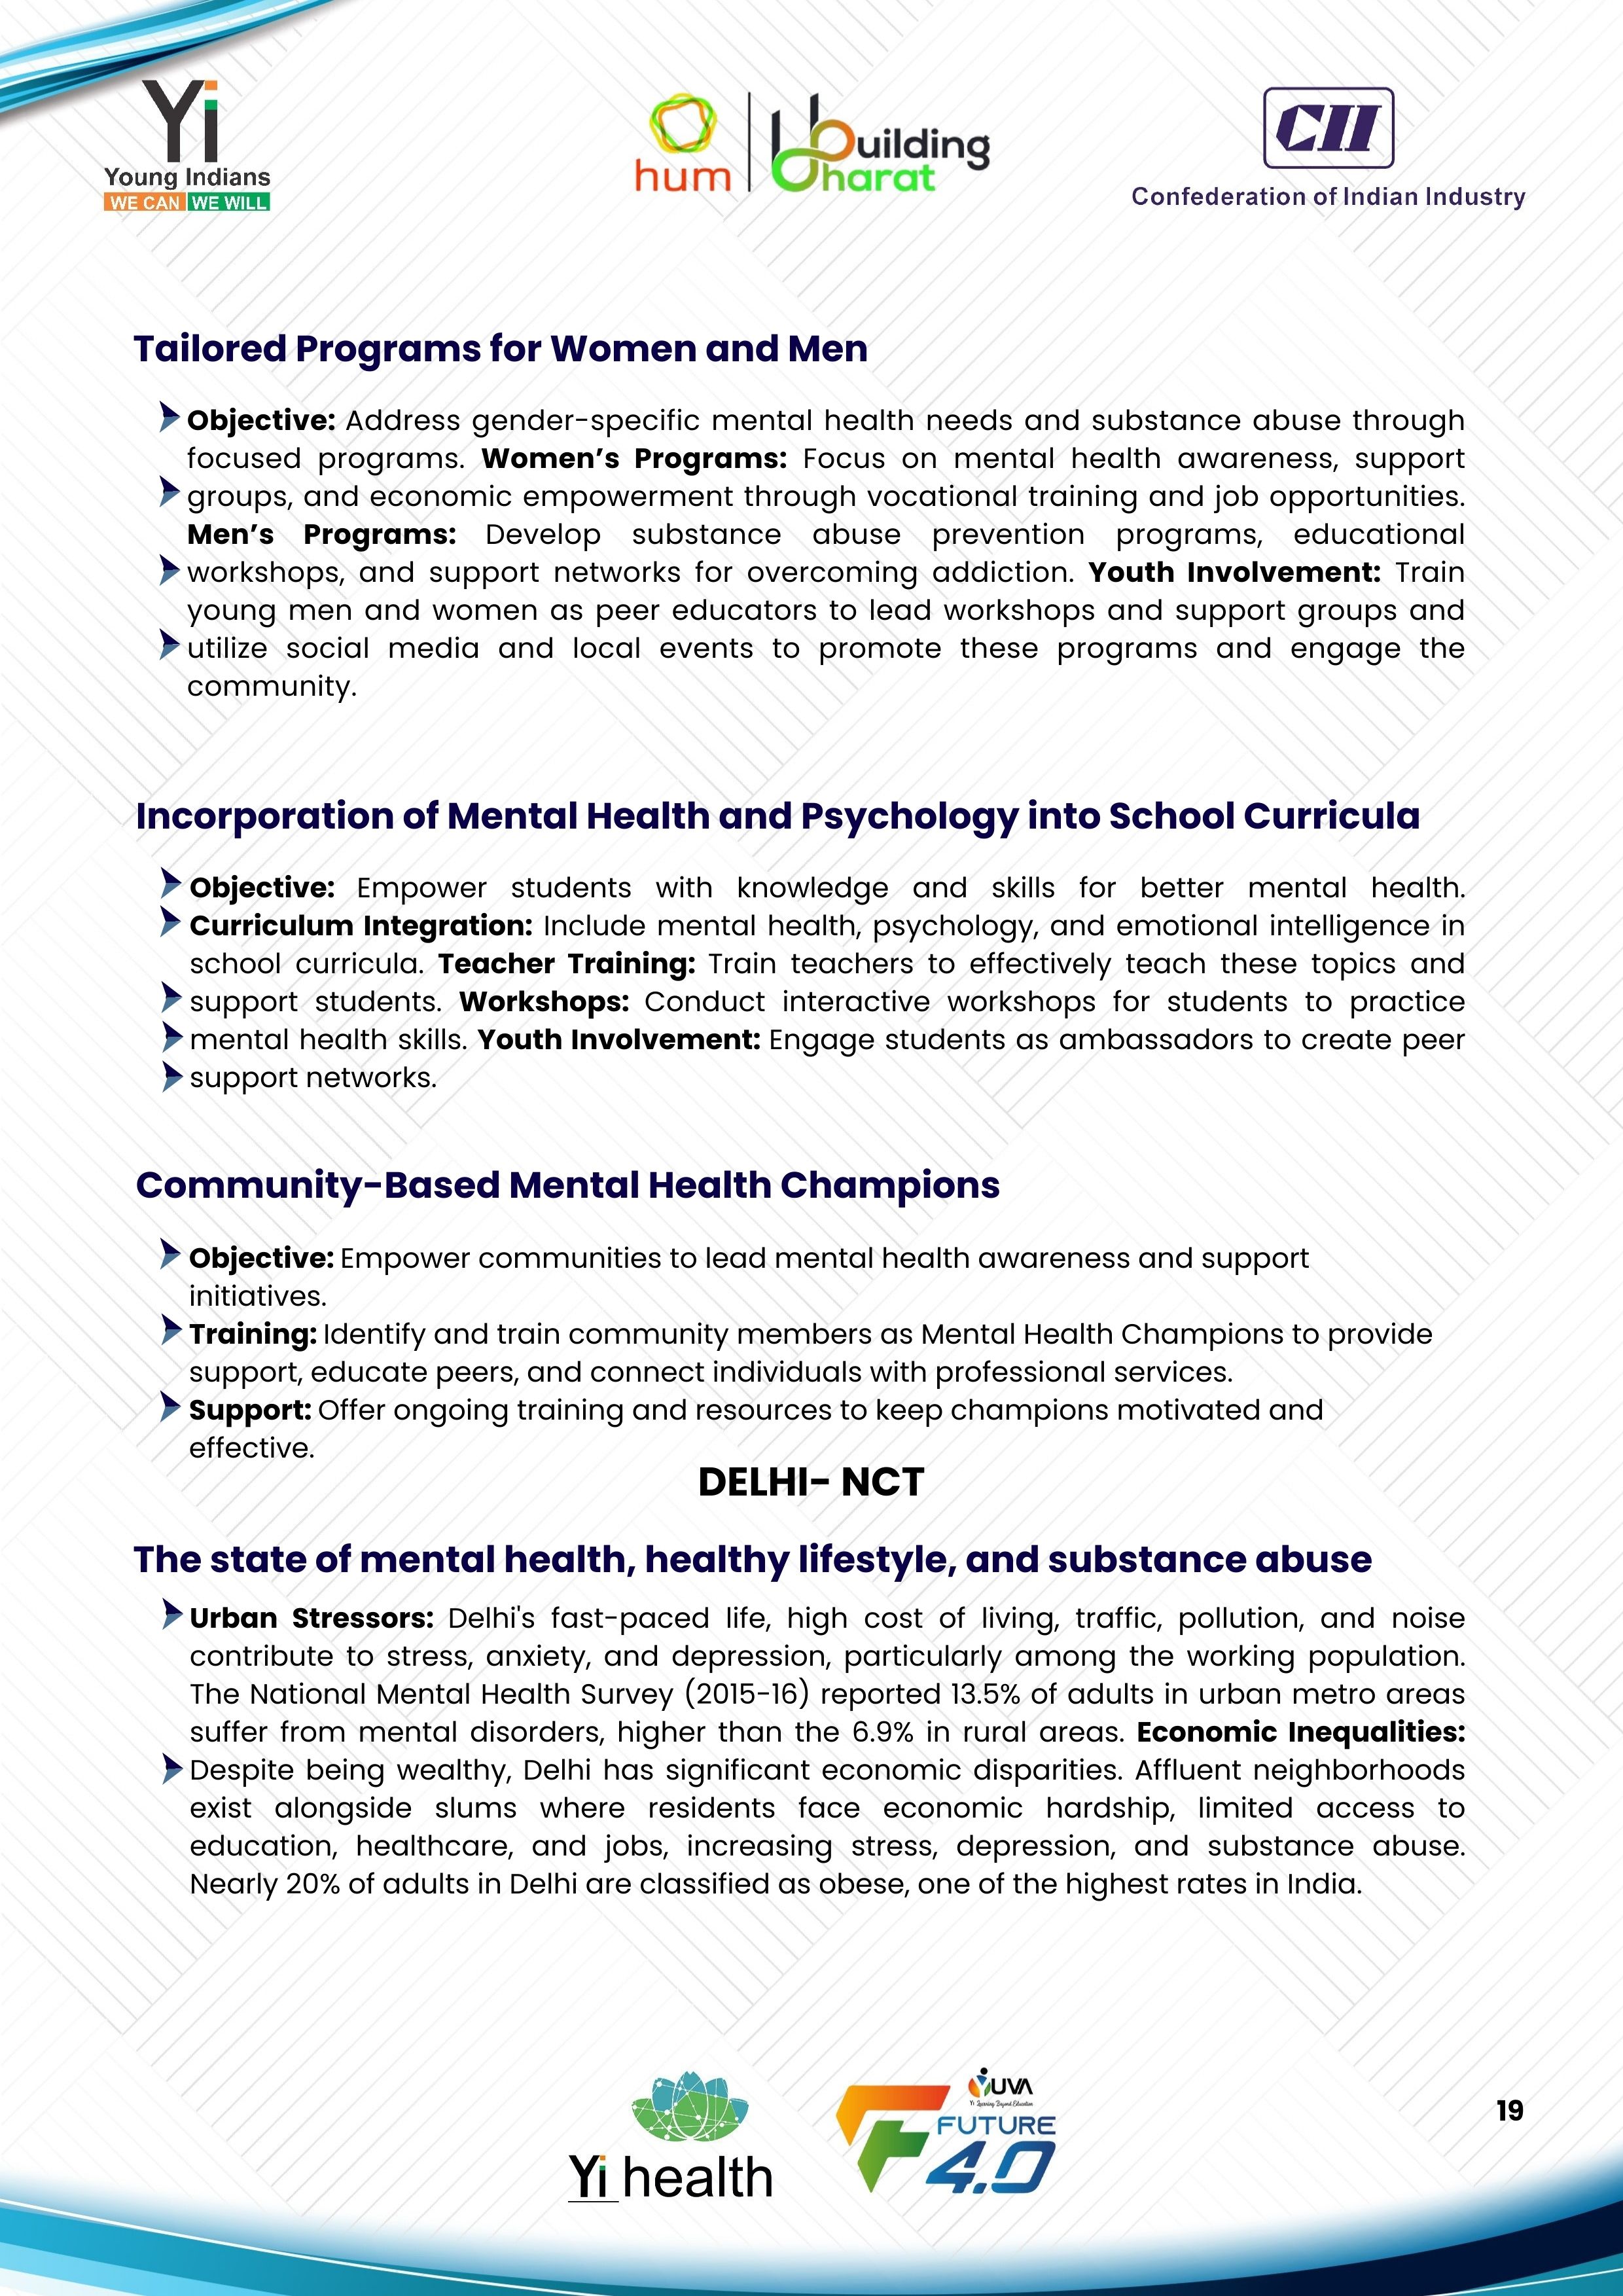 Yi
Young Indians
WE CAN WE WILL
hum
Building
Bharat
CII
Confederation of Indian Industry
Tailored Programs for Women and Men
Objective: Address gender-specific mental health needs and substance abuse through
focused programs. Women’s Programs: Focus on mental health awareness, support
groups, and economic empowerment through vocational training and job opportunities.
Men’s Programs: Develop substance abuse prevention programs, educational
workshops, and support networks for overcoming addiction. Youth Involvement: Train
young men and women as peer educators to lead workshops and support groups and
utilize social media and local events to promote these programs and engage the
community.
Incorporation of Mental Health and Psychology into School Curricula
Objective: Empower students with knowledge and skills for better mental health.
Curriculum Integration: Include mental health, psychology, and emotional intelligence in
school curricula. Teacher Training: Train teachers to effectively teach these topics and
support students. Workshops: Conduct interactive workshops for students to practice
mental health skills. Youth Involvement: Engage students as ambassadors to create peer
support networks.
Community-Based Mental Health Champions
Objective: Empower communities to lead mental health awareness and support
initiatives.
Training: Identify and train community members as Mental Health Champions to provide
support, educate peers, and connect individuals with professional services.
Support: Offer ongoing training and resources to keep champions motivated and
effective.
DELHI- NCT
The state of mental health, healthy lifestyle, and substance abuse
Urban Stressors: Delhi's fast-paced life, high cost of living, traffic, pollution, and noise
contribute to stress, anxiety, and depression, particularly among the working population.
The National Mental Health Survey (2015-16) reported 13.5% of adults in urban metro areas
suffer from mental disorders, higher than the 6.9% in rural areas. Economic Inequalities:
Despite being wealthy, Delhi has significant economic disparities. Affluent neighborhoods
exist alongside slums where residents face economic hardship, limited access to
education, healthcare, and jobs, increasing stress, depression, and substance abuse.
Nearly 20% of adults in Delhi are classified as obese, one of the highest rates in India.
Yi health
YUVA
Yi Learning Beyond Education
FUTURE
4.0
19